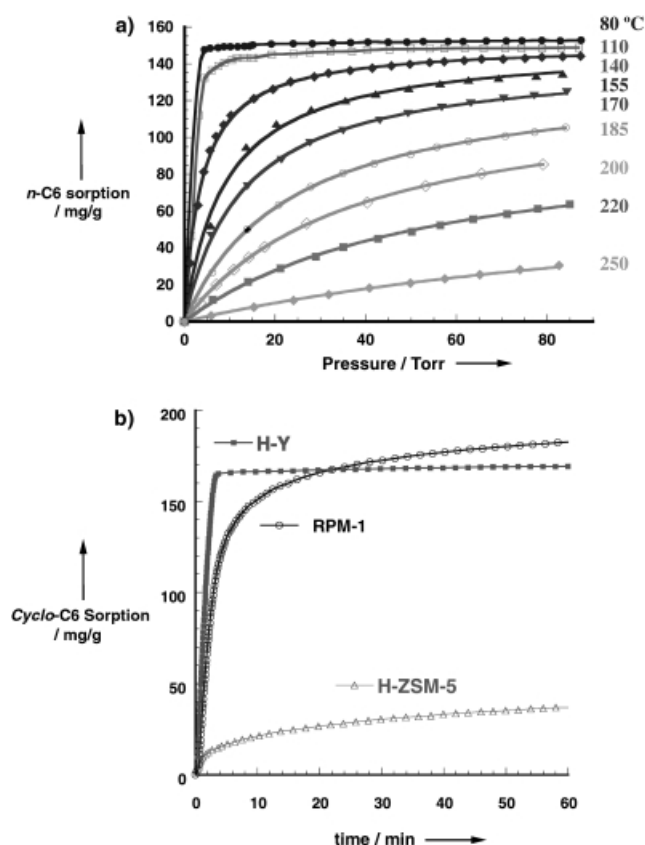 a)
160
140
120
100
80
60
40
20
0
n-C6 sorption
/ mg/g
0
20
40
60
80
Pressure / Torr
80 ºC
110
140
155
170
185
200
220
250
b)
200
150
100
50
0
H-Y
RPM-1
H-ZSM-5
Cyclo-C6 Sorption
/ mg/g
0
10
20
30
40
50
60
time / min